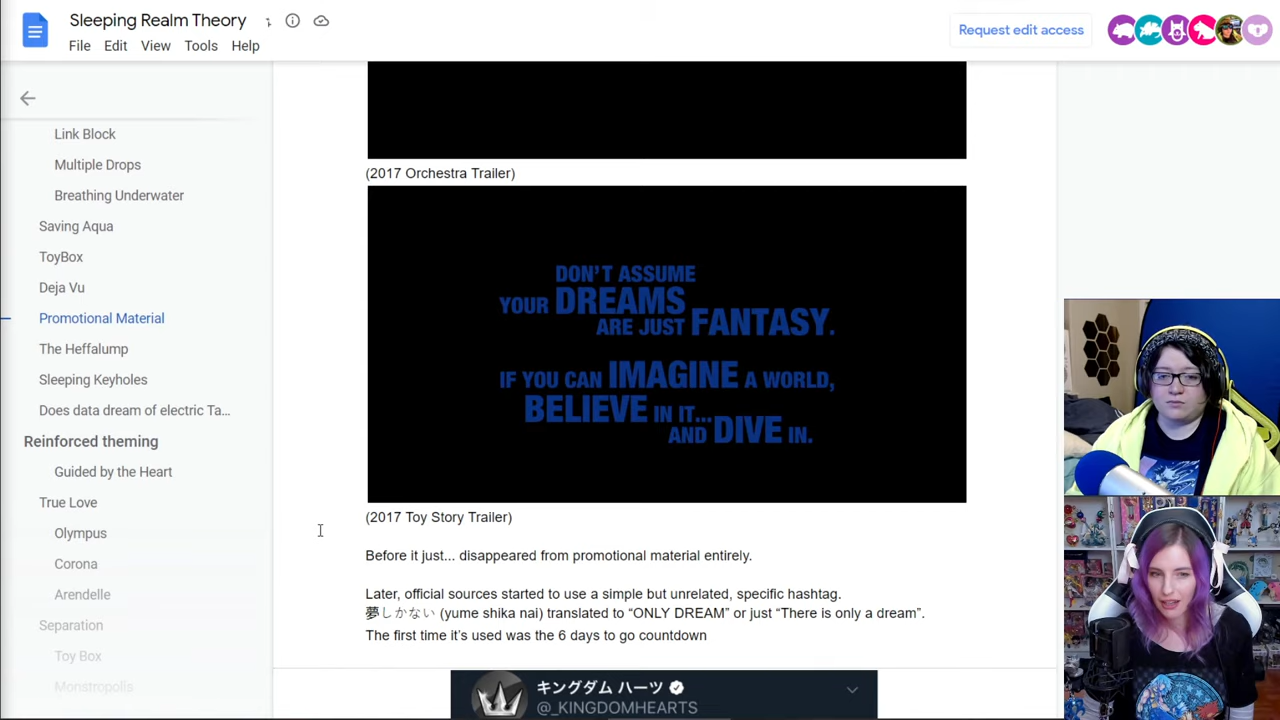 Sleeping Realm Theory
Request edit access
File Edit View Tools Help
Link Block
Multiple Drops
Breathing Underwater
Saving Aqua
ToyBox
Deja Vu
Promotional Material
The Heffalump
Sleeping Keyholes
Does data dream of electric Ta...
Reinforced theming
Guided by the Heart
True Love
Olympus
Corona
Arendelle
Separation
Toy Box
Monstropolis
(2017 Orchestra Trailer)
DON'T ASSUME
YOUR DREAMS
ARE JUST FANTASY.
IF YOU CAN IMAGINE A WORLD,
BELIEVE IN IT...
AND DIVE IN.
(2017 Toy Story Trailer)
Before it just... disappeared from promotional material entirely.
Later, official sources started to use a simple but unrelated, specific hashtag.
夢しかない (yume shika nai) translated to “ONLY DREAM” or just “There is only a dream”.
The first time it’s used was the 6 days to go countdown
キングダム ハーツ
@_KINGDOMHEARTS